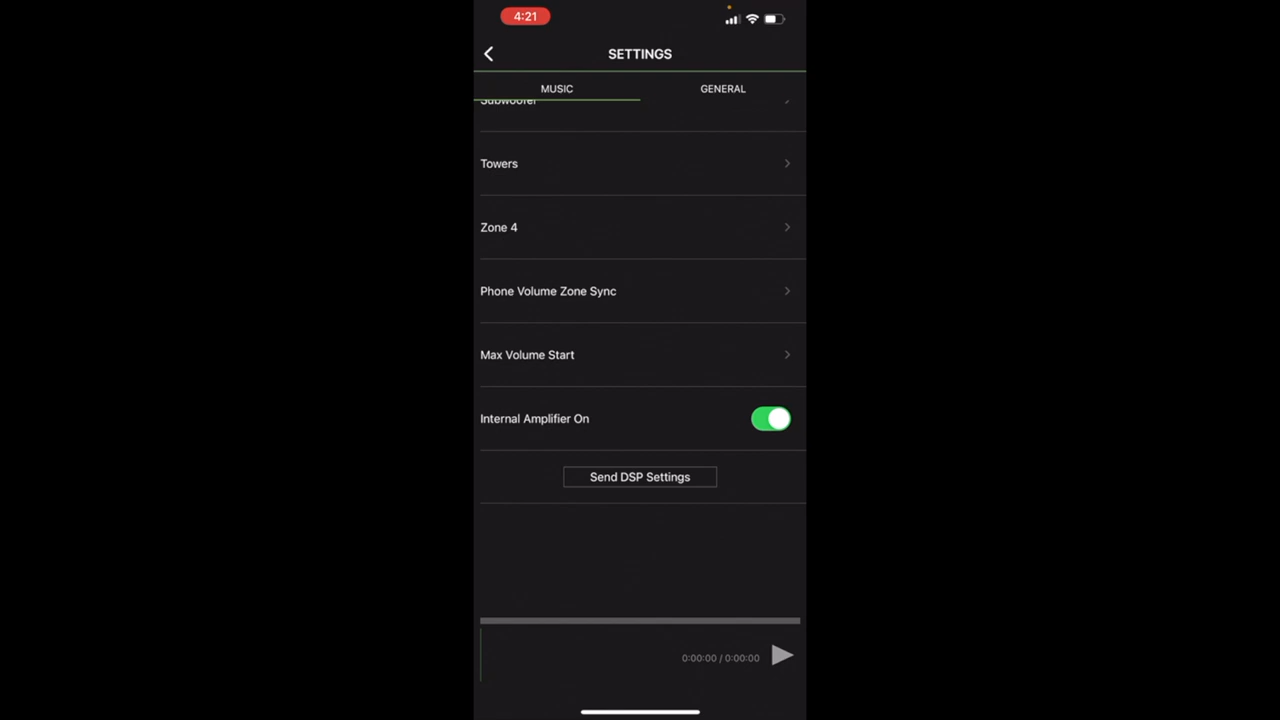 4:21
SETTINGS
MUSIC
GENERAL
Subwoofer
Towers
Zone 4
Phone Volume Zone Sync
Max Volume Start
Internal Amplifier On
Send DSP Settings
0:00:00 / 0:00:00